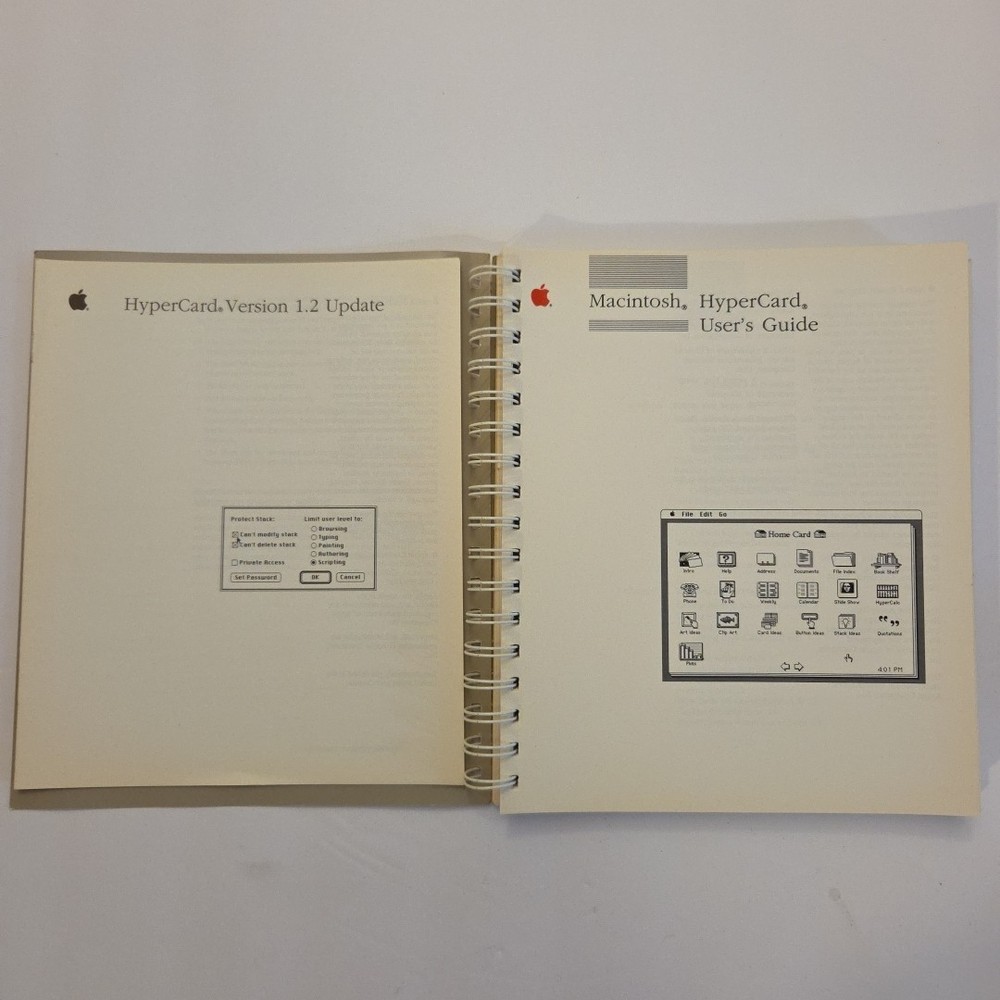 HyperCard® Version 1.2 Update
Protect Stack:
Can't modify stack
Can't delete stack
Private Access
Set Password
Limit user level to:
Browsing
Typing
Painting
Authoring
Scripting
OK
Cancel
Macintosh® HyperCard®
User's Guide
File Edit Go
Home Card
Intro Help Address Documents File Index Book Shelf
Phone To Do Weekly Calendar Slide Show HyperCalc
Art Ideas Clip Art Card Ideas Button Ideas Stack Ideas Quotations
Plots
4:01 PM